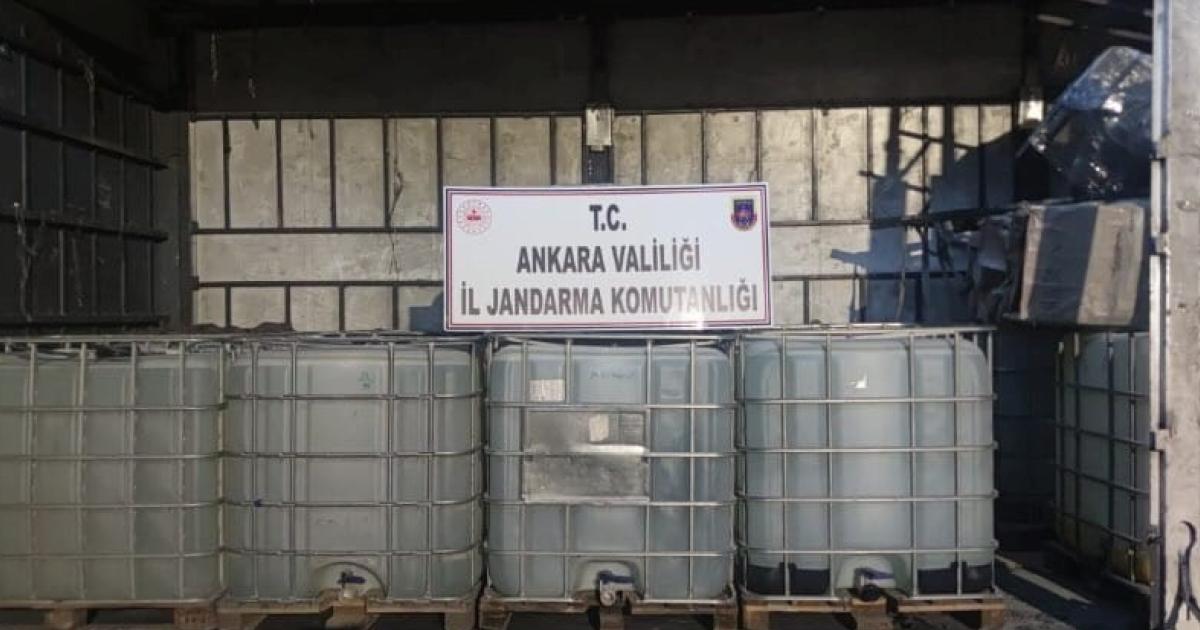 T.C.
ANKARA VALİLİĞİ
İL JANDARMA KOMUTANLIĞI